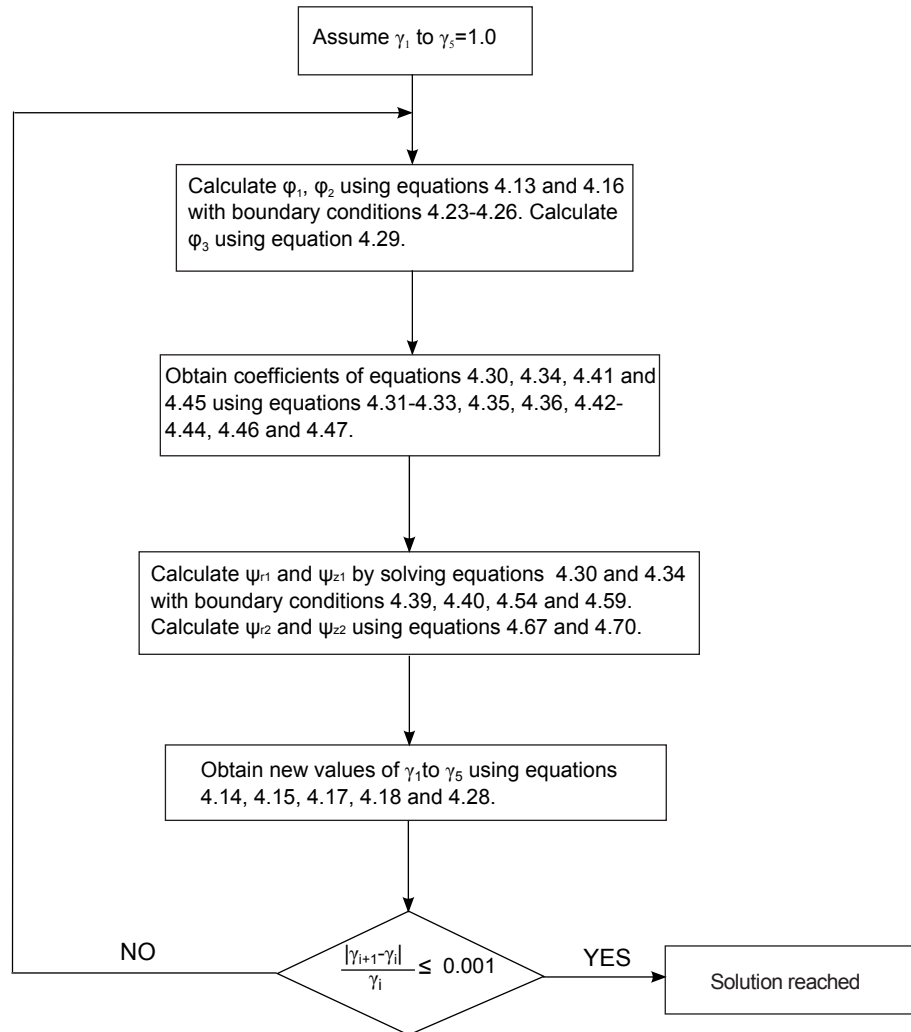 Assume γ₁ to γ₅=1.0
Calculate φ₁, φ₂ using equations 4.13 and 4.16
with boundary conditions 4.23-4.26. Calculate
φ₃ using equation 4.29.
Obtain coefficients of equations 4.30, 4.34, 4.41 and
4.45 using equations 4.31-4.33, 4.35, 4.36, 4.42-
4.44, 4.46 and 4.47.
Calculate ψr1 and ψz1 by solving equations 4.30 and 4.34
with boundary conditions 4.39, 4.40, 4.54 and 4.59.
Calculate ψr2 and ψz2 using equations 4.67 and 4.70.
Obtain new values of γ₁to γ₅ using equations
4.14, 4.15, 4.17, 4.18 and 4.28.
NO
|γᵢ₊₁-γᵢ|
γᵢ
≤ 0.001
YES
Solution reached